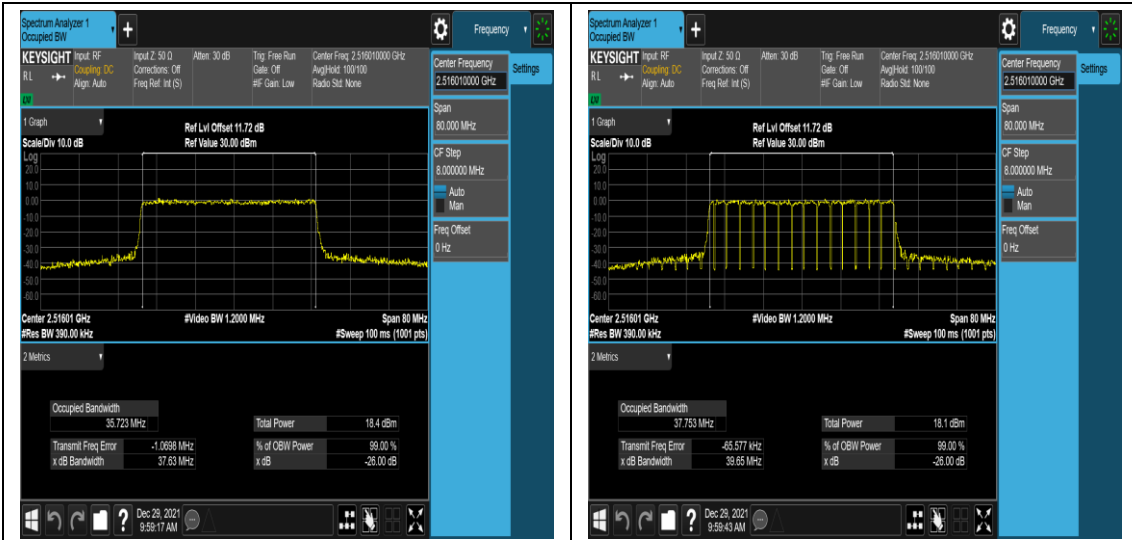 Spectrum Analyzer 1
Occupied BW
Frequency
KEYSIGHT
R L
Input: RF
Coupling: DC
Align: Auto
Input Z: 50 Ω
Corrections: Off
Freq Ref: Int (S)
Atten: 30 dB
Trig: Free Run
Gate: Off
#IF Gain: Low
Center Freq: 2.516010000 GHz
Avg|Hold: 100/100
Radio Std: None
Center Frequency
2.516010000 GHz
Settings
Span
80.000 MHz
CF Step
8.000000 MHz
Auto
Man
Freq Offset
0 Hz
1 Graph
Scale/Div 10.0 dB
Ref Lvl Offset 11.72 dB
Ref Value 30.00 dBm
Log
20.0
10.0
0.00
-10.0
-20.0
-30.0
-40.0
-50.0
-60.0
Center 2.51601 GHz
#Res BW 390.00 kHz
#Video BW 1.2000 MHz
Span 80 MHz
#Sweep 100 ms (1001 pts)
2 Metrics
Occupied Bandwidth
35.723 MHz
Transmit Freq Error -1.0698 MHz
x dB Bandwidth 37.63 MHz
Total Power 18.4 dBm
% of OBW Power 99.00 %
x dB -26.00 dB
Dec 29, 2021
9:59:17 AM
Spectrum Analyzer 1
Occupied BW
Frequency
KEYSIGHT
R L
Input: RF
Coupling: DC
Align: Auto
Input Z: 50 Ω
Corrections: Off
Freq Ref: Int (S)
Atten: 30 dB
Trig: Free Run
Gate: Off
#IF Gain: Low
Center Freq: 2.516010000 GHz
Avg|Hold: 100/100
Radio Std: None
Center Frequency
2.516010000 GHz
Settings
Span
80.000 MHz
CF Step
8.000000 MHz
Auto
Man
Freq Offset
0 Hz
1 Graph
Scale/Div 10.0 dB
Ref Lvl Offset 11.72 dB
Ref Value 30.00 dBm
Log
20.0
10.0
0.00
-10.0
-20.0
-30.0
-40.0
-50.0
-60.0
Center 2.51601 GHz
#Res BW 390.00 kHz
#Video BW 1.2000 MHz
Span 80 MHz
#Sweep 100 ms (1001 pts)
2 Metrics
Occupied Bandwidth
37.753 MHz
Transmit Freq Error -65.577 kHz
x dB Bandwidth 39.65 MHz
Total Power 18.1 dBm
% of OBW Power 99.00 %
x dB -26.00 dB
Dec 29, 2021
9:59:43 AM